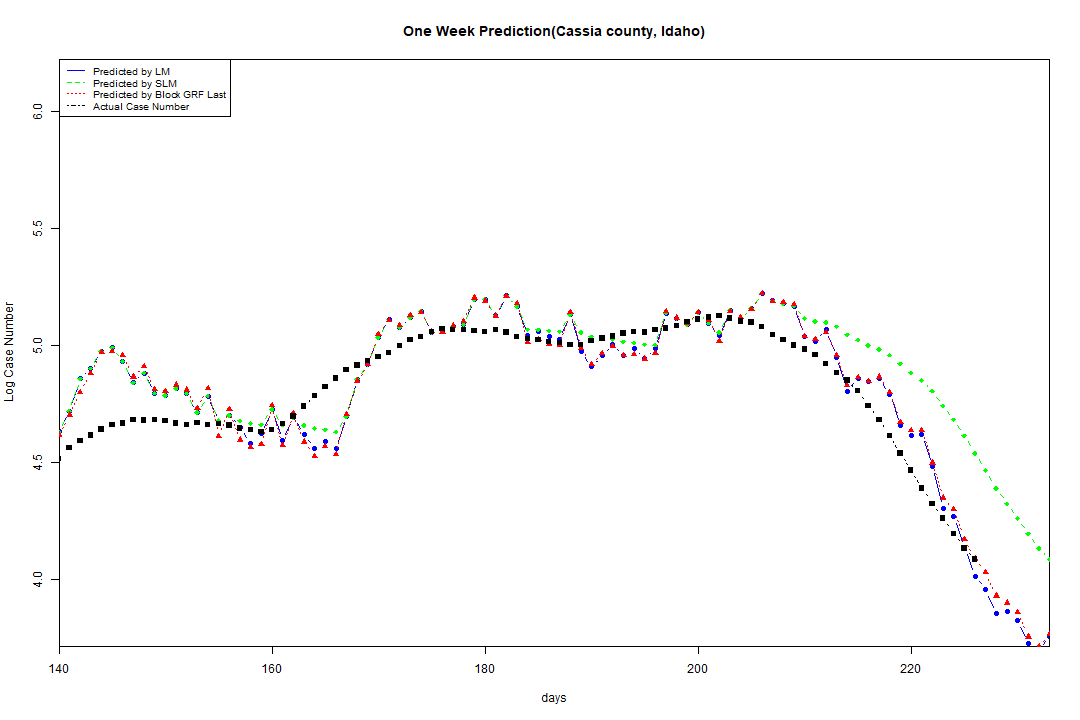 One Week Prediction(Cassia county, Idaho)
Predicted by LM
Predicted by SLM
Predicted by Block GRF Last
Actual Case Number
6.0
5.5
5.0
4.5
4.0
Log Case Number
140 160 180 200 220
days